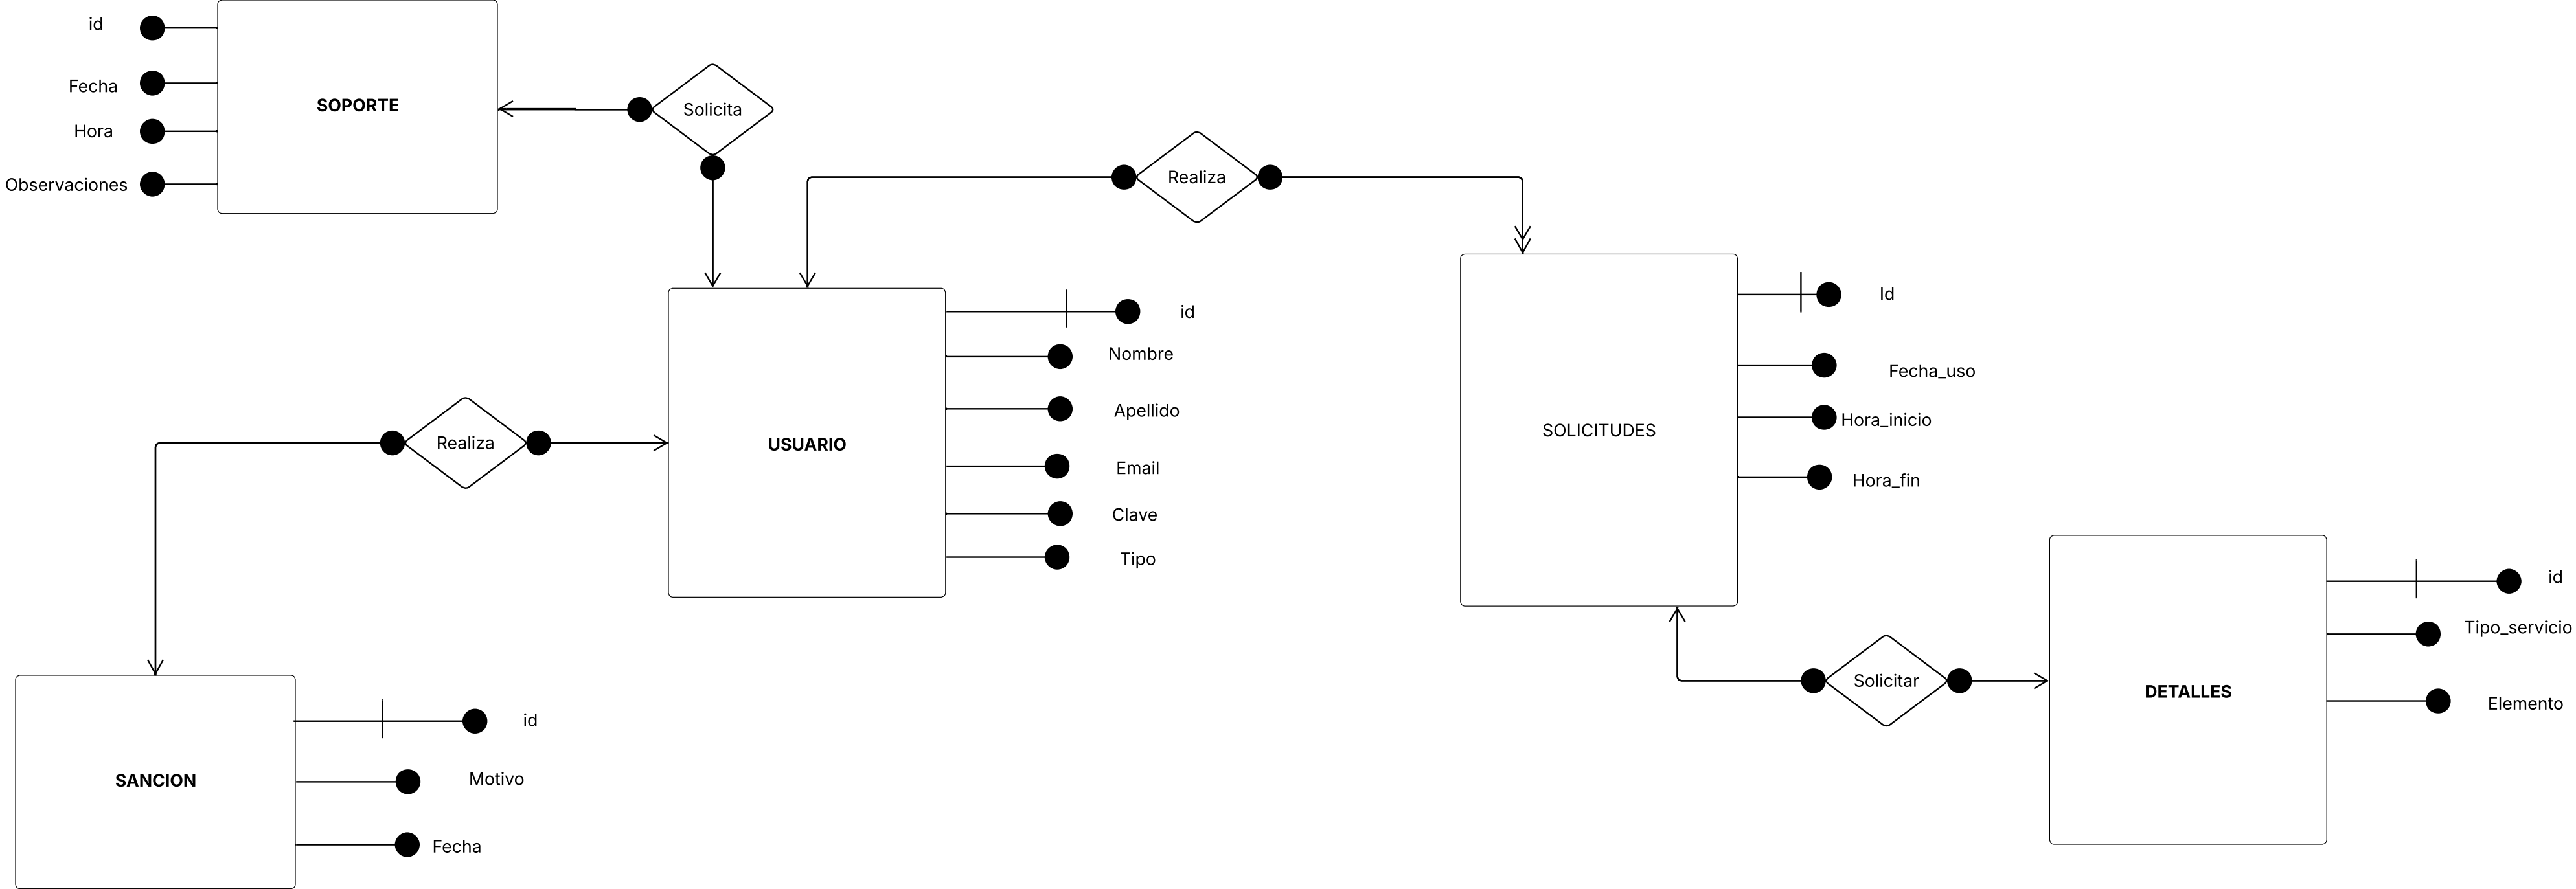 id
Fecha
Hora
Observaciones
SOPORTE
Solicita
Realiza
USUARIO
id
Nombre
Apellido
Email
Clave
Tipo
Realiza
SANCION
id
Motivo
Fecha
SOLICITUDES
Id
Fecha_uso
Hora_inicio
Hora_fin
Solicitar
DETALLES
id
Tipo_servicio
Elemento